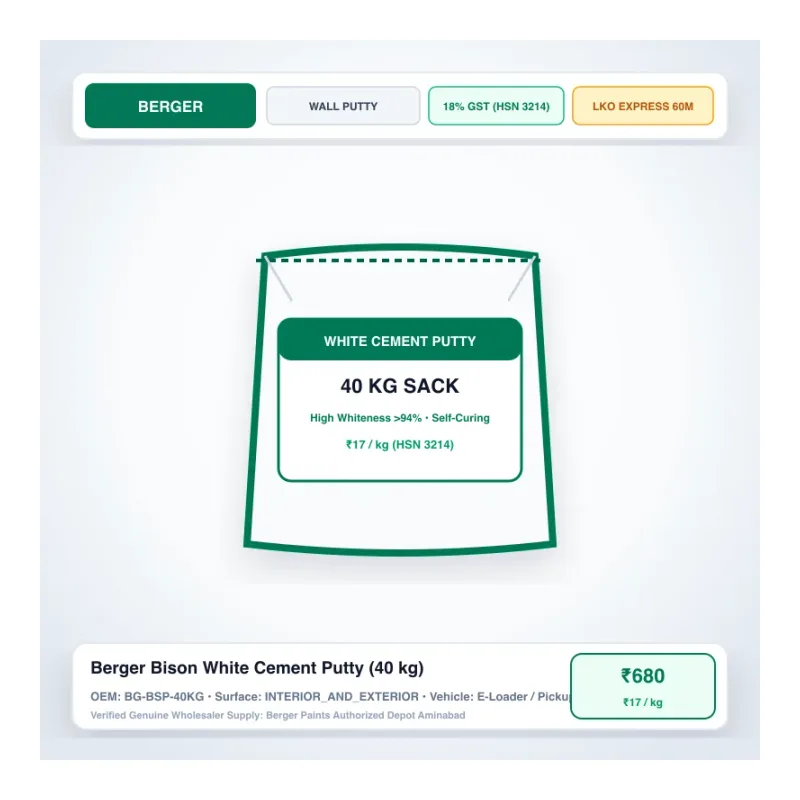 BERGER
WALL PUTTY
18% GST (HSN 3214)
LKO EXPRESS 60M
WHITE CEMENT PUTTY
40 KG SACK
High Whiteness >94% • Self-Curing
₹17 / kg (HSN 3214)
Berger Bison White Cement Putty (40 kg)
OEM: BG-BSP-40KG • Surface: INTERIOR_AND_EXTERIOR • Vehicle: E-Loader / Pickup
Verified Genuine Wholesaler Supply: Berger Paints Authorized Depot Aminabad
₹680
₹17 / kg